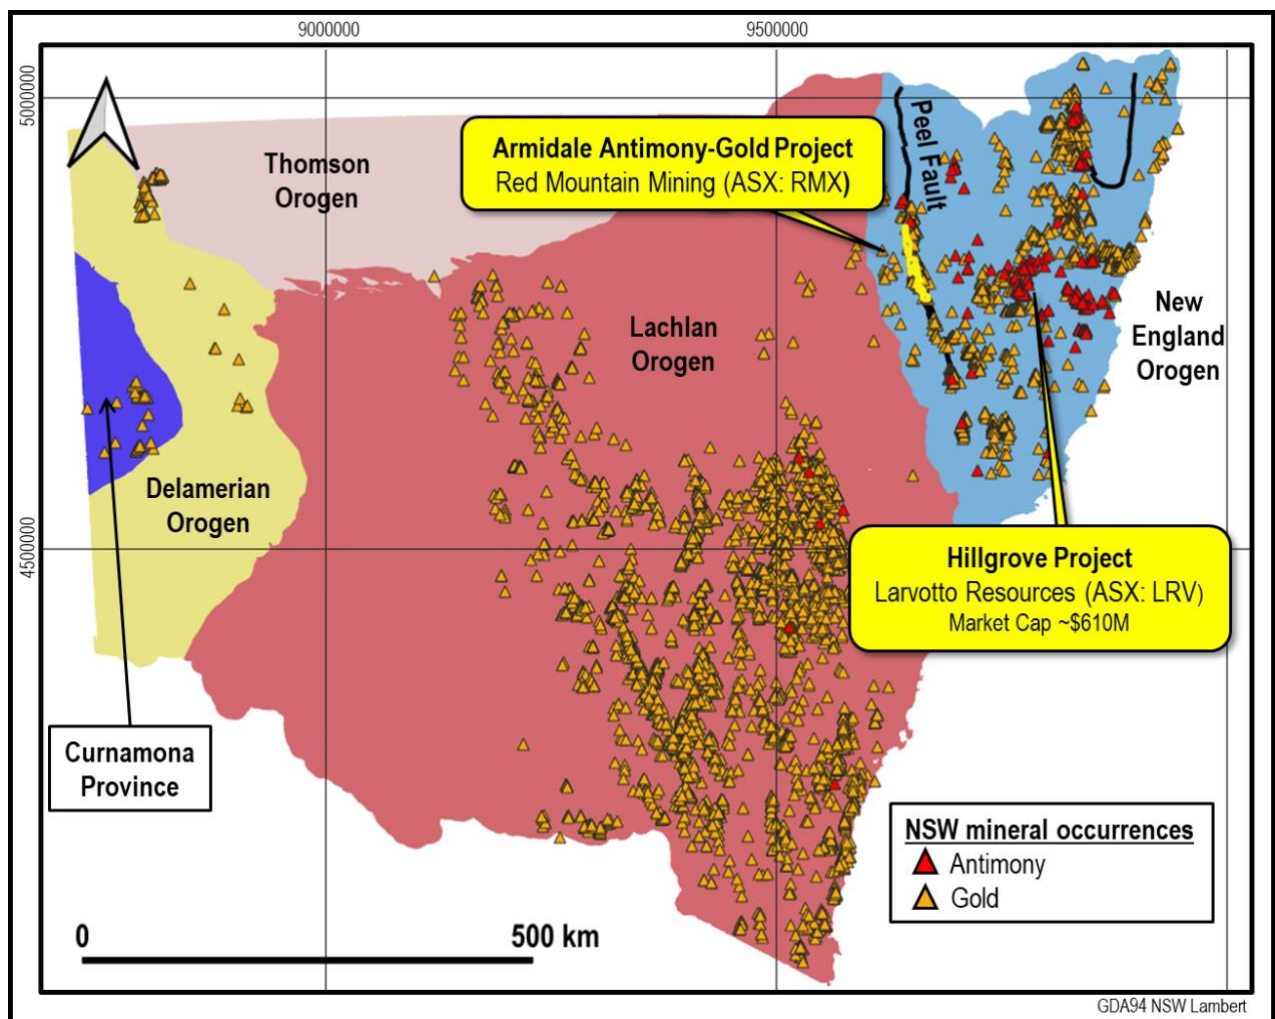 9000000
9500000
5000000
4500000
Thomson
Orogen
Armidale Antimony-Gold Project
Red Mountain Mining (ASX: RMX)
Peel Fault
Lachlan
Orogen
New
England
Orogen
Delamerian
Orogen
Hillgrove Project
Larvotto Resources (ASX: LRV)
Market Cap ~$610M
Curnamona
Province
NSW mineral occurrences
Antimony
Gold
0
500 km
GDA94 NSW Lambert